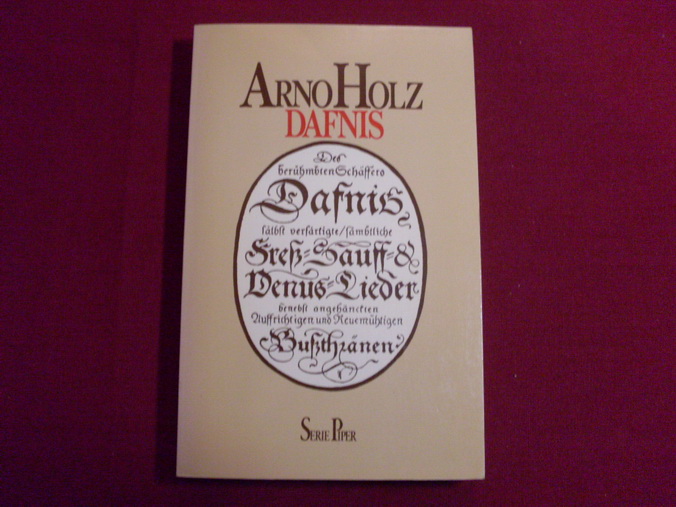 ARNO HOLZ
DAFNIS
Des
berühmbten Schäffers
Dafnis,
sälbst verfärtigte/sämbtliche
Freß=Sauff=&
Venus=Lieder
benebst angehänckten
Auffrichtigen und Reuemühtigen
Bußthränen
SERIE PIPER